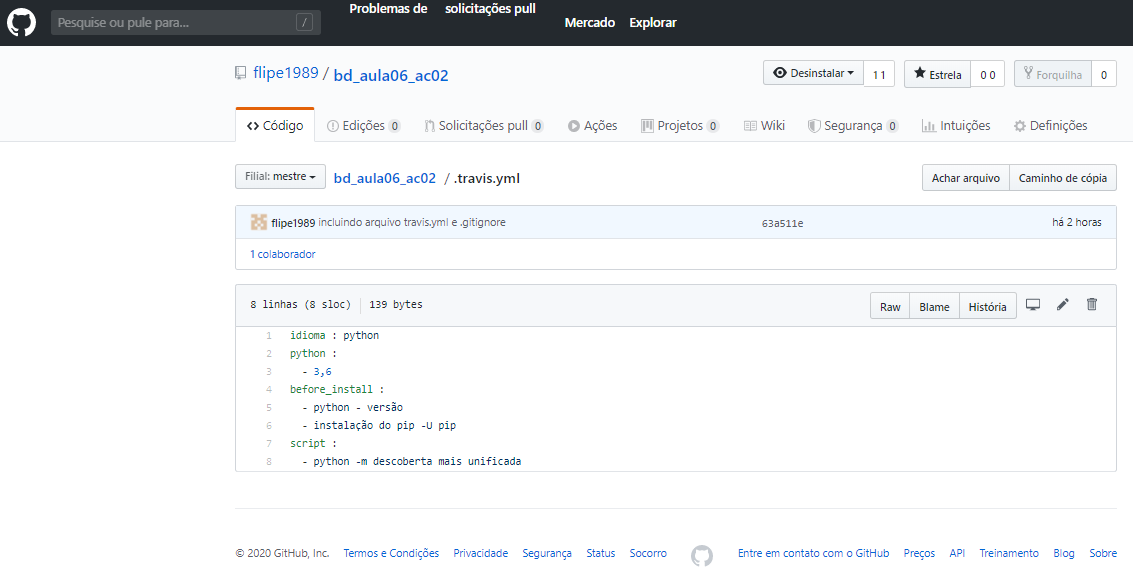 Problemas de solicitações pull
Pesquise ou pule para... /
Mercado Explorar
flipe1989 / bd_aula06_ac02
Desinstalar 1 1
Estrela 0 0
Forquilha 0
Código
Edições 0
Solicitações pull 0
Ações
Projetos 0
Wiki
Segurança 0
Intuições
Definições
Filial: mestre
bd_aula06_ac02 / .travis.yml
Achar arquivo
Caminho de cópia
flipe1989 incluindo arquivo travis.yml e .gitignore
63a511e
há 2 horas
1 colaborador
8 linhas (8 sloc) 139 bytes
Raw Blame História
1 idioma : python
2 python :
3 - 3,6
4 before_install :
5 - python - versão
6 - instalação do pip -U pip
7 script :
8 - python -m descoberta mais unificada
© 2020 GitHub, Inc. Termos e Condições Privacidade Segurança Status Socorro
Entre em contato com o GitHub Preços API Treinamento Blog Sobre